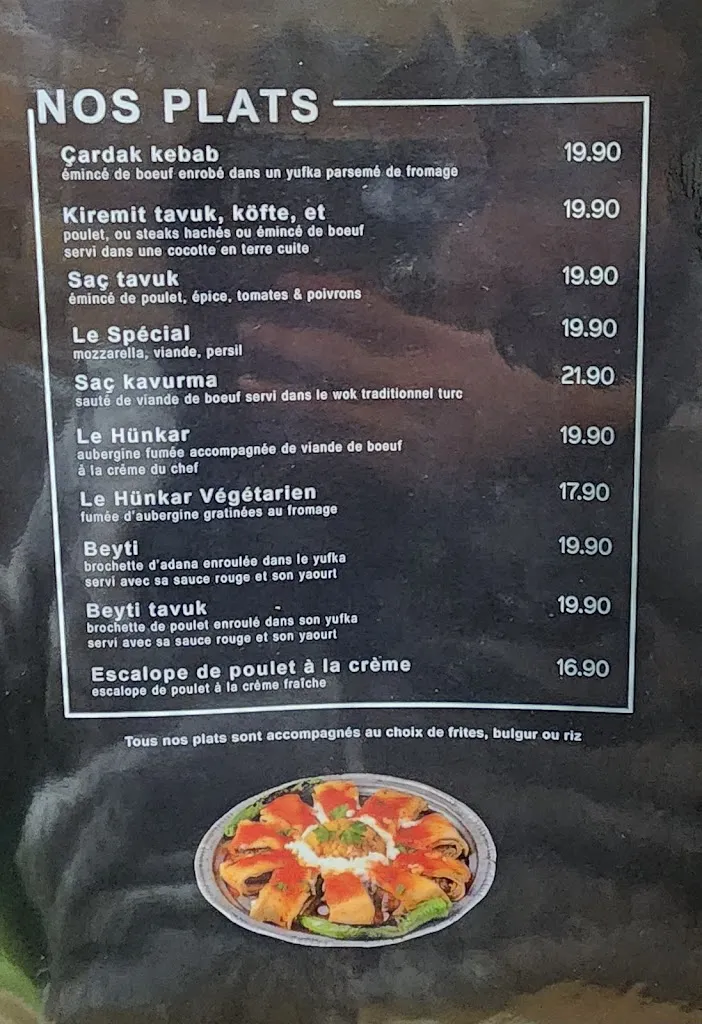 NOS PLATS
Çardak kebab 19.90
émincé de boeuf enrobé dans un yufka parsemé de fromage
Kiremit tavuk, köfte, et 19.90
poulet, ou steaks hachés ou émincé de boeuf
servi dans une cocotte en terre cuite
Saç tavuk 19.90
émincé de poulet, épice, tomates & poivrons
Le Spécial 19.90
mozzarella, viande, persil
Saç kavurma 21.90
sauté de viande de boeuf servi dans le wok traditionnel turc
Le Hünkar 19.90
aubergine fumée accompagnée de viande de boeuf
à la crème du chef
Le Hünkar Végétarien 17.90
fumée d'aubergine gratinées au fromage
Beyti 19.90
brochette d'adana enroulée dans le yufka
servi avec sa sauce rouge et son yaourt
Beyti tavuk 19.90
brochette de poulet enroulé dans son yufka
servi avec sa sauce rouge et son yaourt
Escalope de poulet à la crème 16.90
escalope de poulet à la crème fraîche
Tous nos plats sont accompagnés au choix de frites, bulgur ou riz